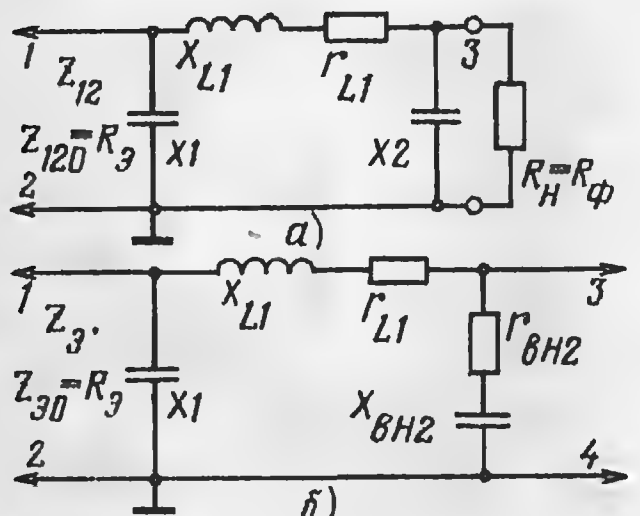 1
Z12
XL1
rL1
3
Z120=RЭ
X1
X2
RН=RФ
2
а)
1
ZЭ.
XL1
rL1
3
rВН2
ZЭ0=RЭ
X1
XВН2
2
4
б)